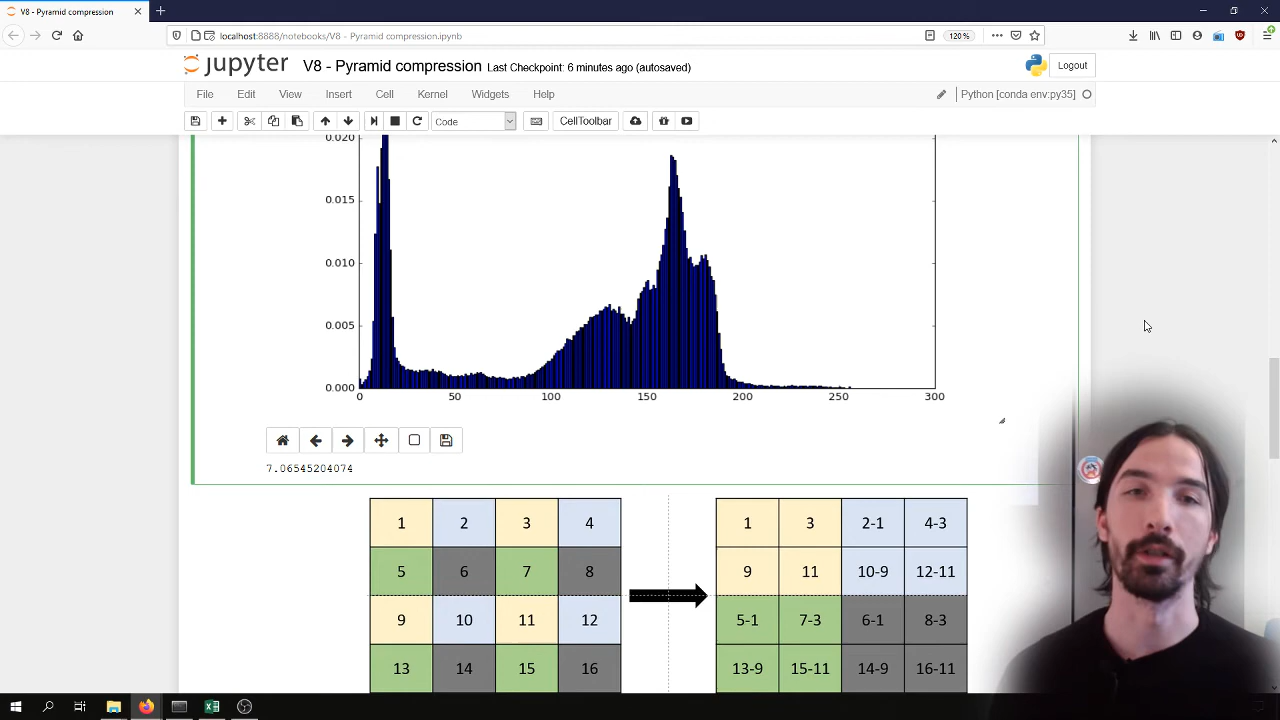 V8 - Pyramid compression
localhost:8888/notebooks/V8 - Pyramid compression.ipynb
120%
jupyter V8 - Pyramid compression Last Checkpoint: 6 minutes ago (autosaved)
Logout
File Edit View Insert Cell Kernel Widgets Help
Python [conda env:py35]
Code CellToolbar
0.020
0.015
0.010
0.005
0.000
0 50 100 150 200 250 300
7.06545204074
1 2 3 4 1 3 2-1 4-3
5 6 7 8 9 11 10-9 12-11
9 10 11 12 5-1 7-3 6-1 8-3
13 14 15 16 13-9 15-11 14-9 16-11